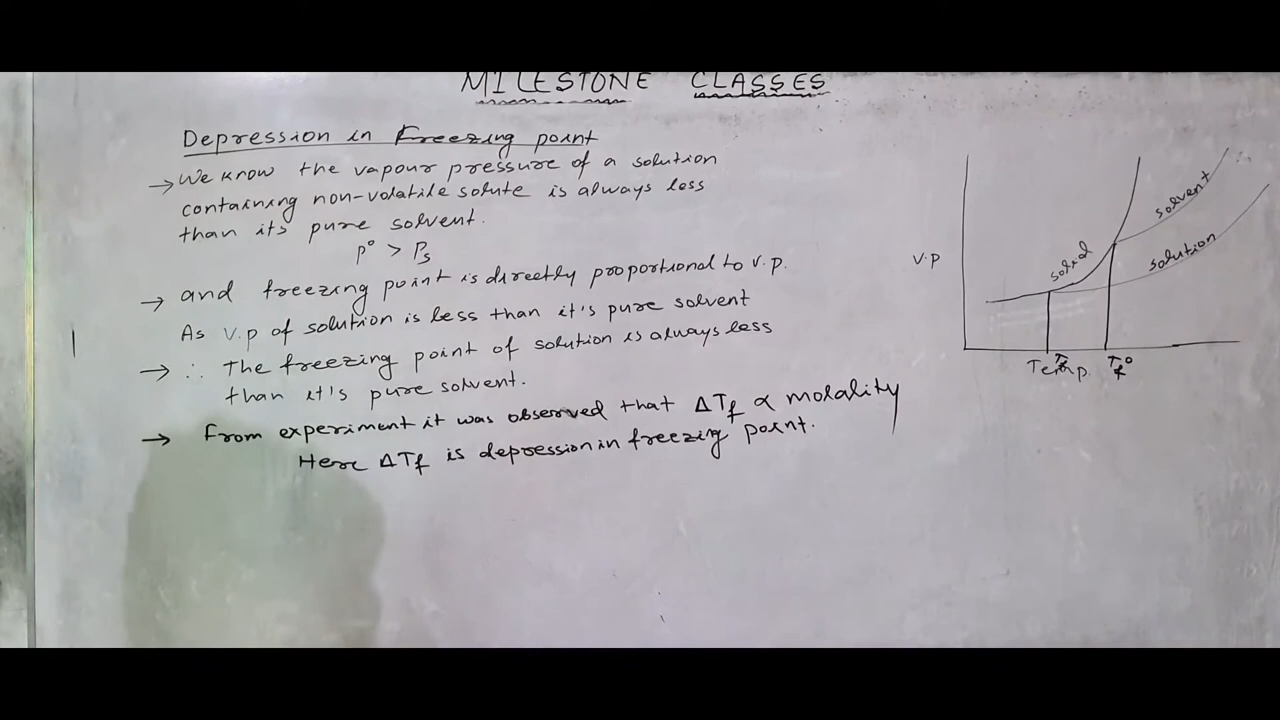 MILESTONE CLASSES
Depression in Freezing point
→ We know the vapour pressure of a solution
containing non-volatile solute is always less
than its pure solvent.
p° > Ps
→ and freezing point is directly proportional to v.p.
As v.p of solution is less than it's pure solvent
→ ∴ The freezing point of solution is always less
than it's pure solvent.
→ From experiment it was observed that ΔTf ∝ molality
Here ΔTf is depression in freezing point.
v.p
solid
solvent
solution
Temp.
Tf°